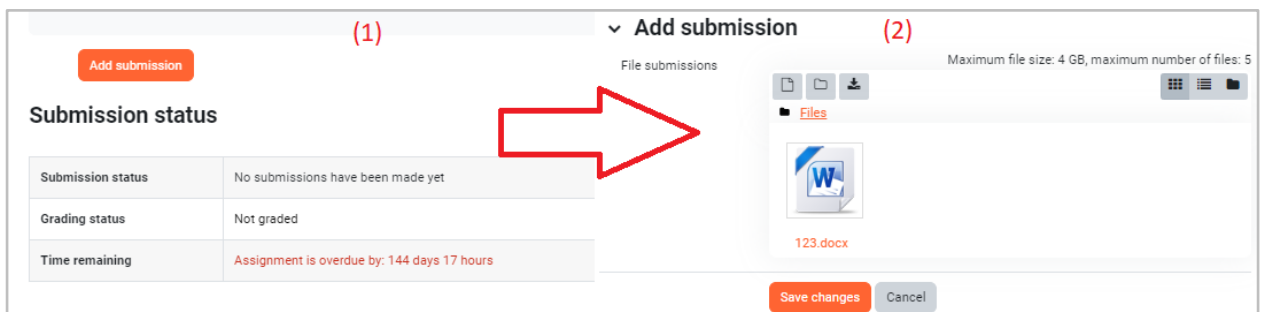 (1)
Add submission
Submission status
Submission status No submissions have been made yet
Grading status Not graded
Time remaining Assignment is overdue by: 144 days 17 hours
Add submission (2)
File submissions
Maximum file size: 4 GB, maximum number of files: 5
Files
W
123.docx
Save changes Cancel